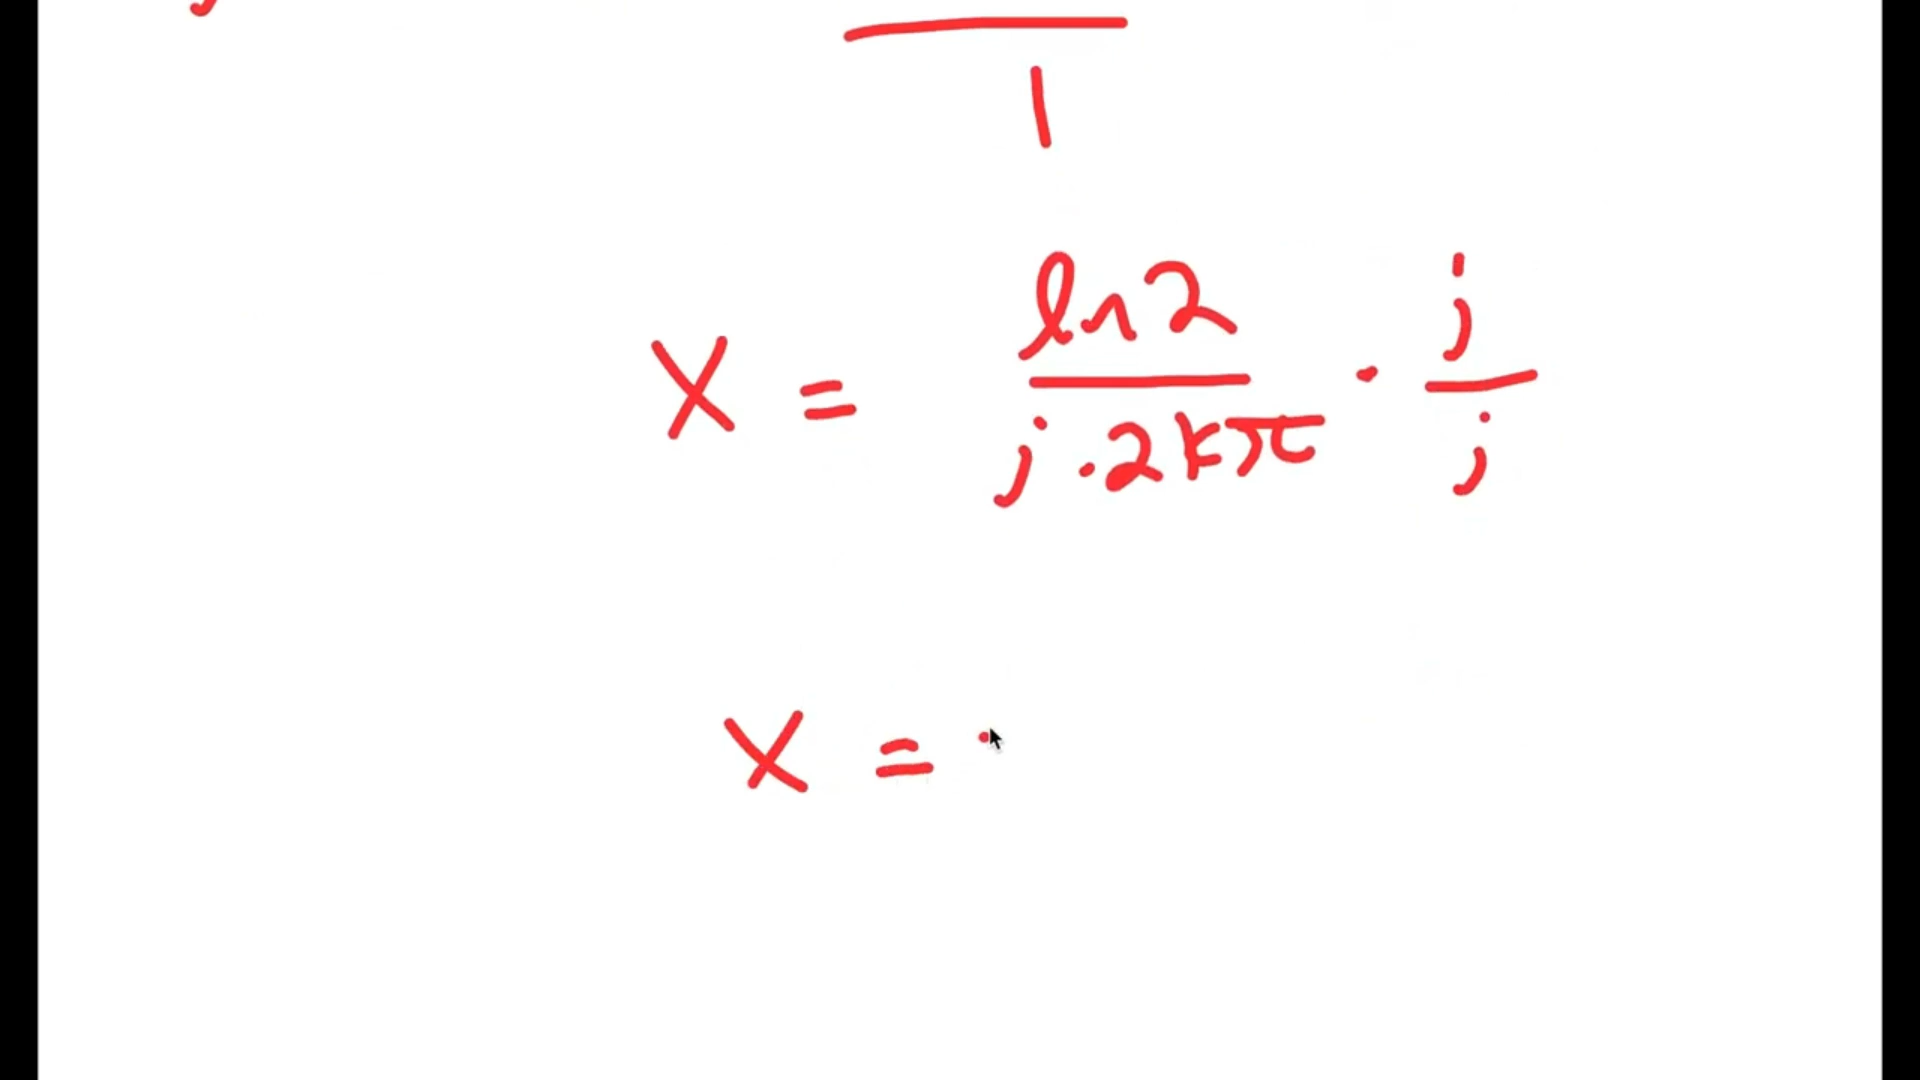 1
X = ln2 / j.2kπ · j / j
X =